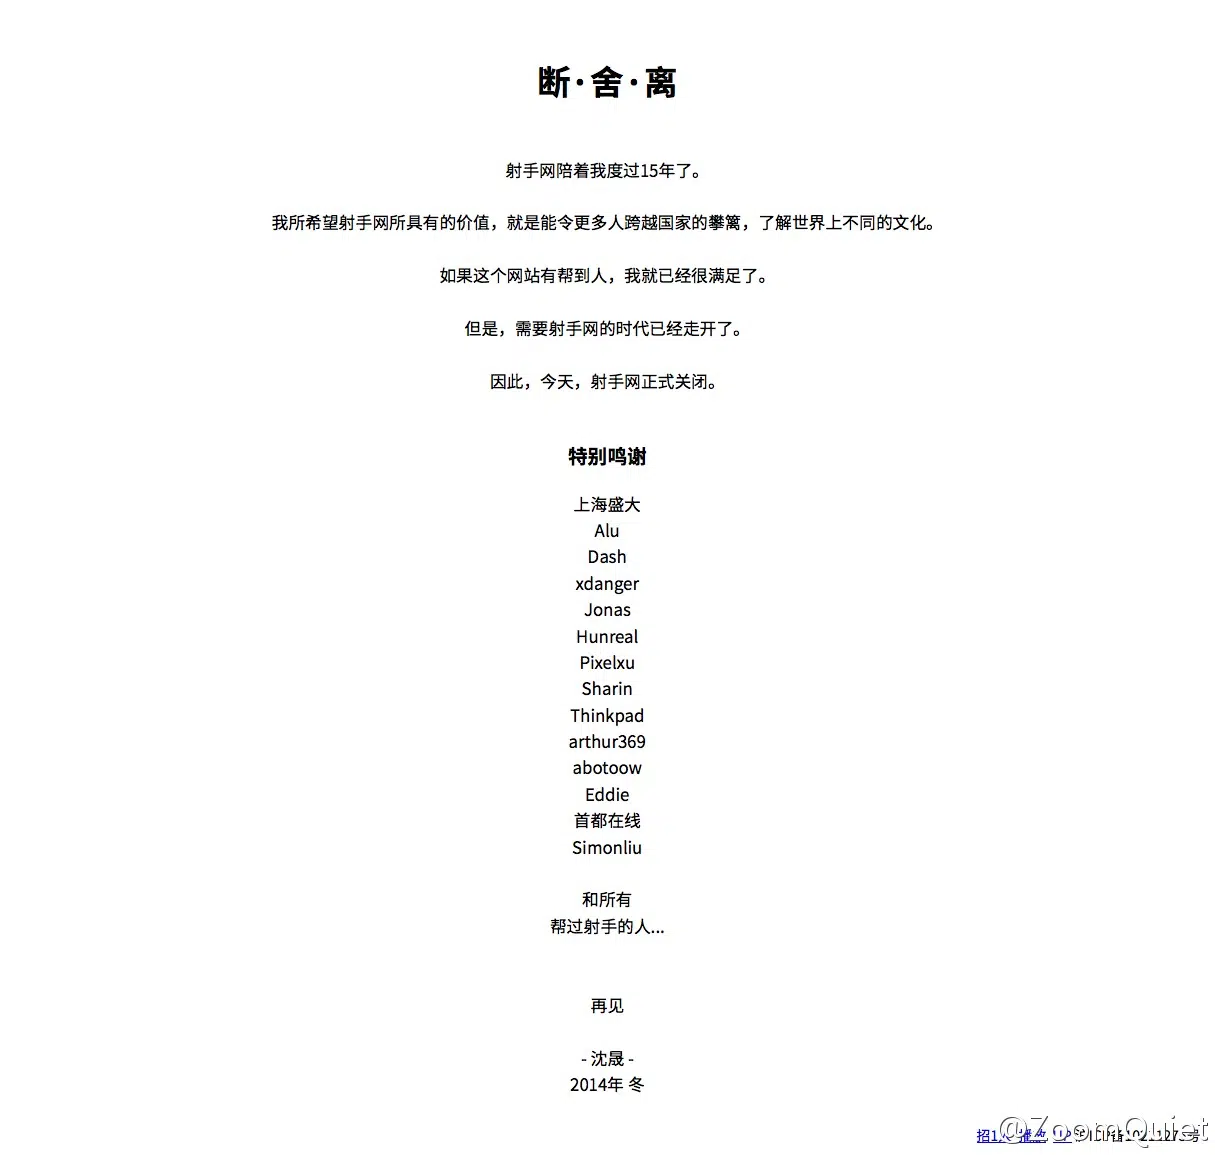 断·舍·离
射手网陪着我度过15年了。
我所希望射手网所具有的价值，就是能令更多人跨越国家的攀篱，了解世界上不同的文化。
如果这个网站有帮到人，我就已经很满足了。
但是，需要射手网的时代已经走开了。
因此，今天，射手网正式关闭。
特别鸣谢
上海盛大
Alu
Dash
xdanger
Jonas
Hunreal
Pixelxu
Sharin
Thinkpad
arthur369
abotoow
Eddie
首都在线
Simonliu
和所有
帮过射手的人...
再见
- 沈晟 -
2014年 冬
@ZoomQuiet